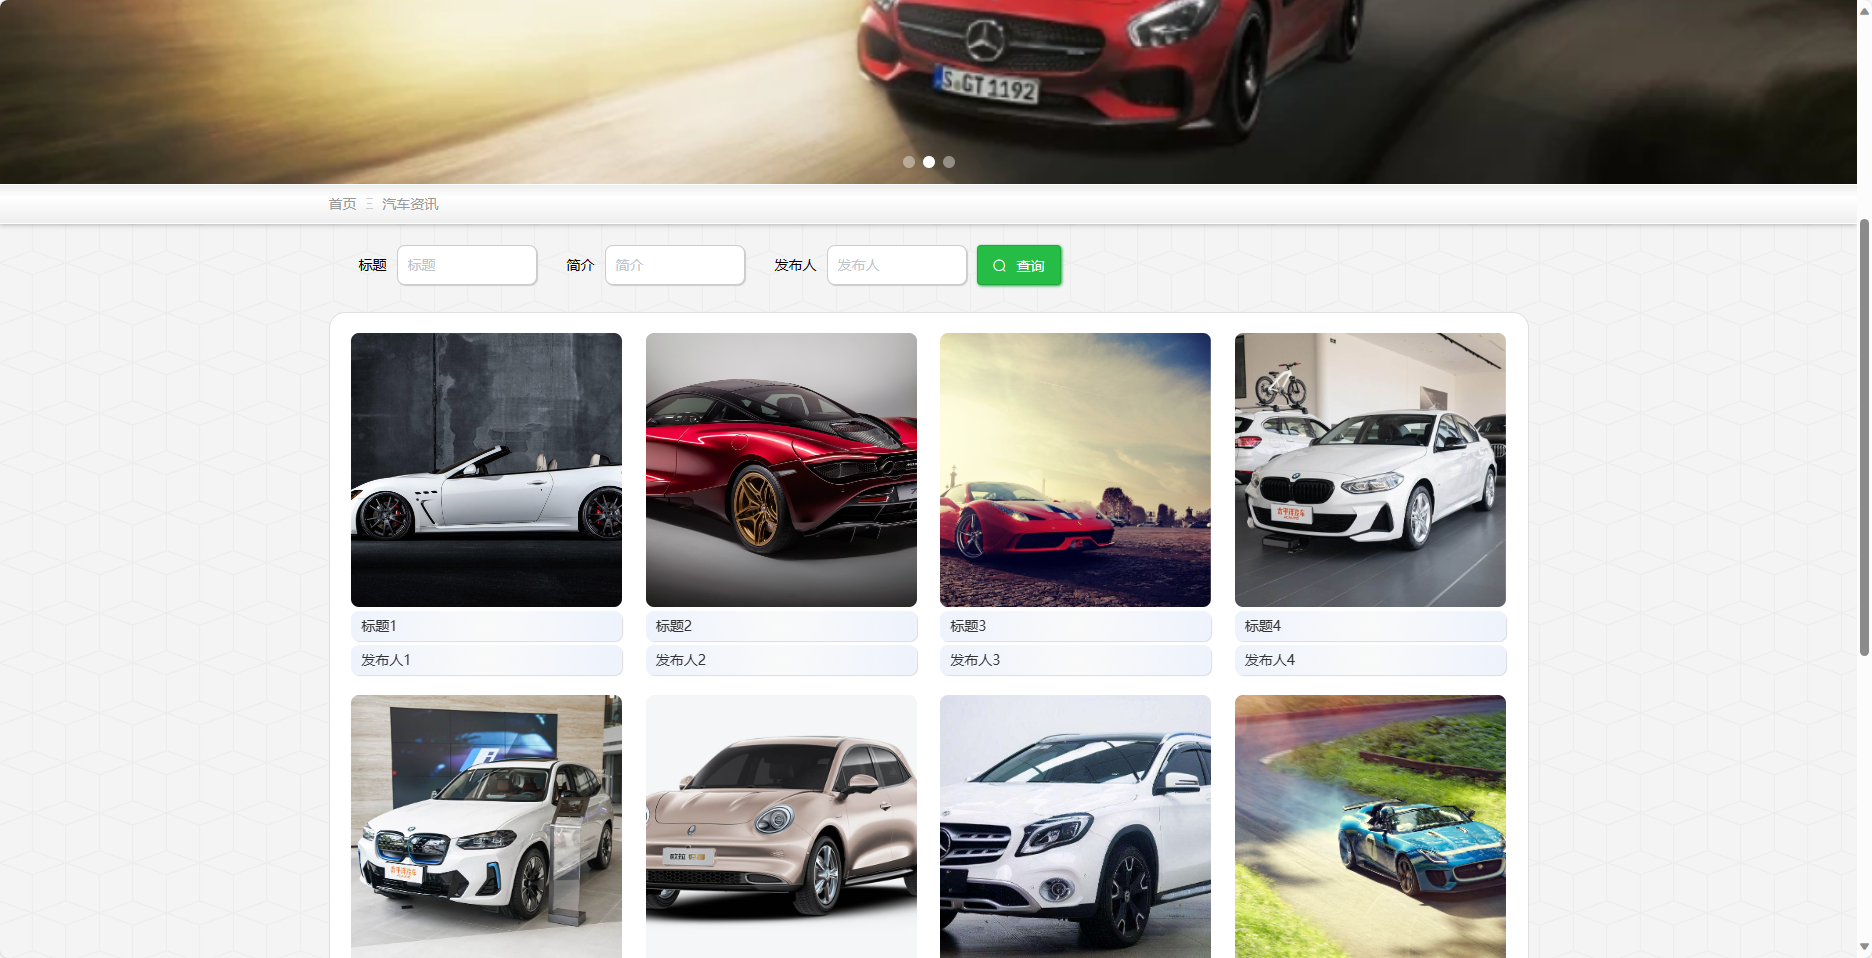 S GT 1192
首页 Ξ 汽车资讯
标题 标题 简介 简介 发布人 发布人 查询
标题1 标题2 标题3 标题4
发布人1 发布人2 发布人3 发布人4